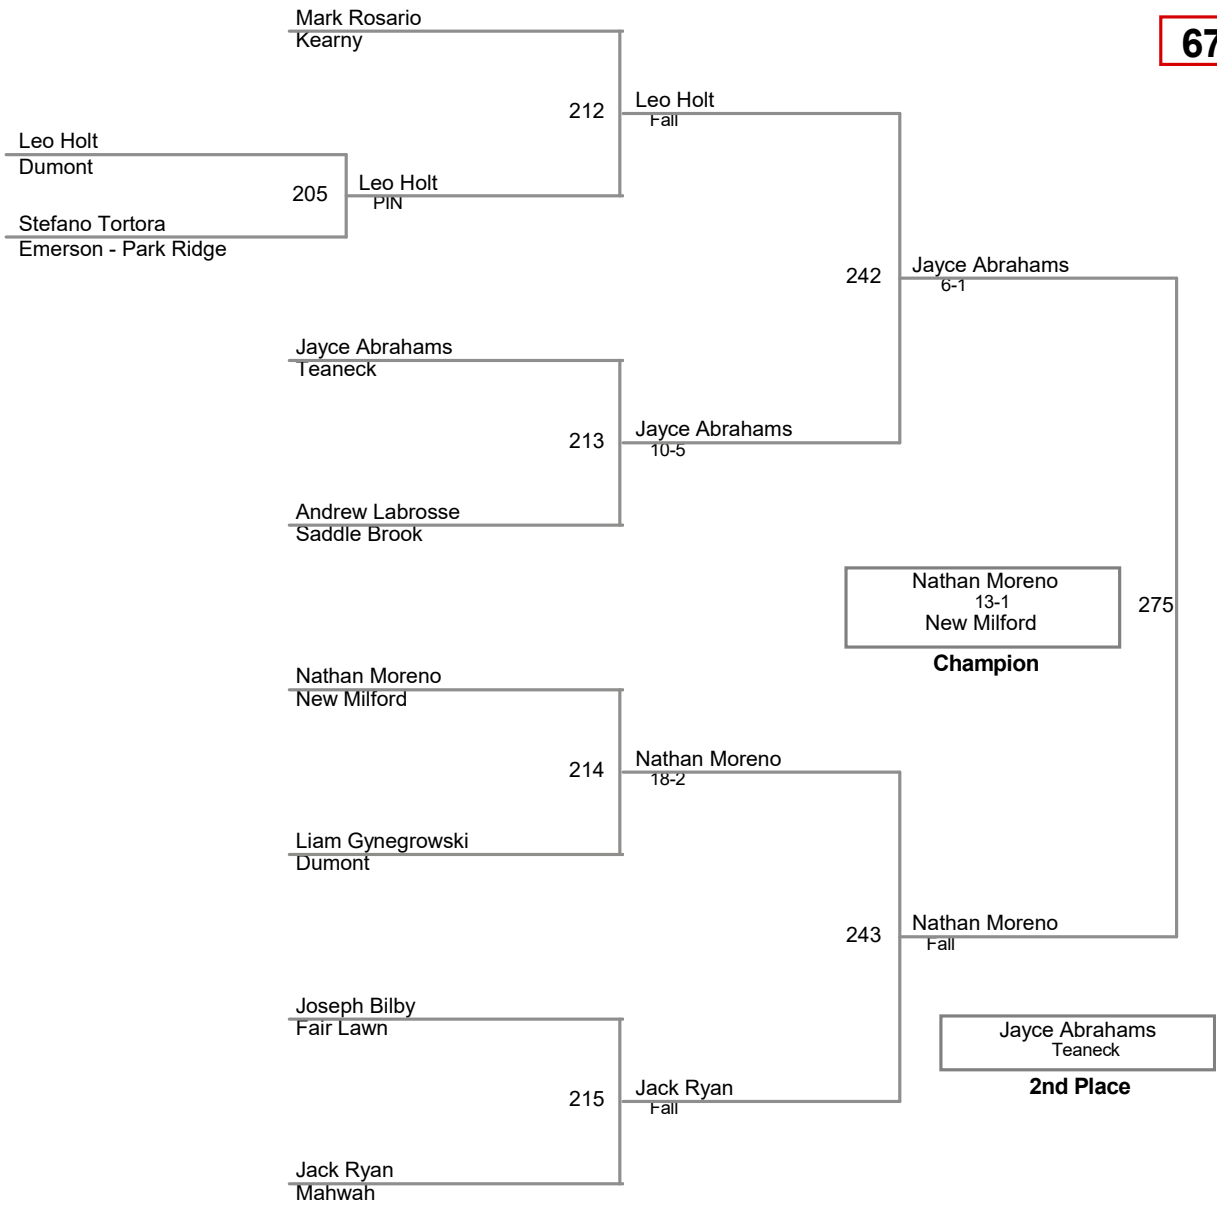 Mark Rosario
Kearny
67
212
Leo Holt
Fall
Leo Holt
Dumont
205
Leo Holt
PIN
Stefano Tortora
Emerson - Park Ridge
242
Jayce Abrahams
6-1
Jayce Abrahams
Teaneck
213
Jayce Abrahams
10-5
Andrew Labrosse
Saddle Brook
Nathan Moreno
13-1
New Milford
275
Champion
Nathan Moreno
New Milford
214
Nathan Moreno
18-2
Liam Gynegrowski
Dumont
243
Nathan Moreno
Fall
Joseph Bilby
Fair Lawn
Jayce Abrahams
Teaneck
2nd Place
215
Jack Ryan
Fall
Jack Ryan
Mahwah